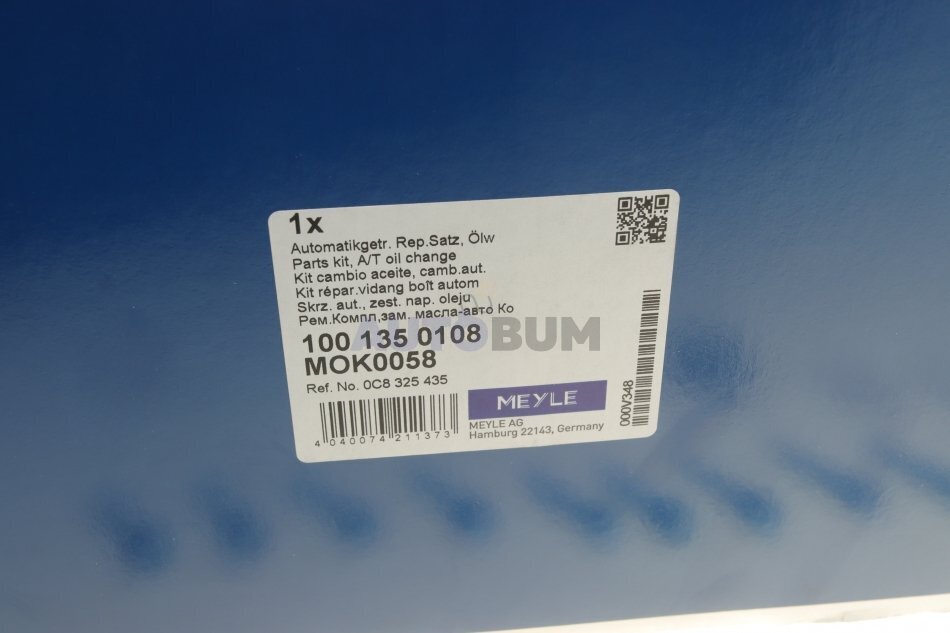 1x
Automatikgetr. Rep.Satz, Ölw
Parts kit, A/T oil change
Kit cambio aceite, camb.aut.
Kit répar.vidang boît autom
Skrz. aut., zest. nap. oleju
Рем.Компл,зам. масла-авто Ко
AUTOBUM
100 135 0108
MOK0058
Ref. No. 0C8 325 435
MEYLE
MEYLE AG
Hamburg 22143, Germany
4 040074 211373
000V348